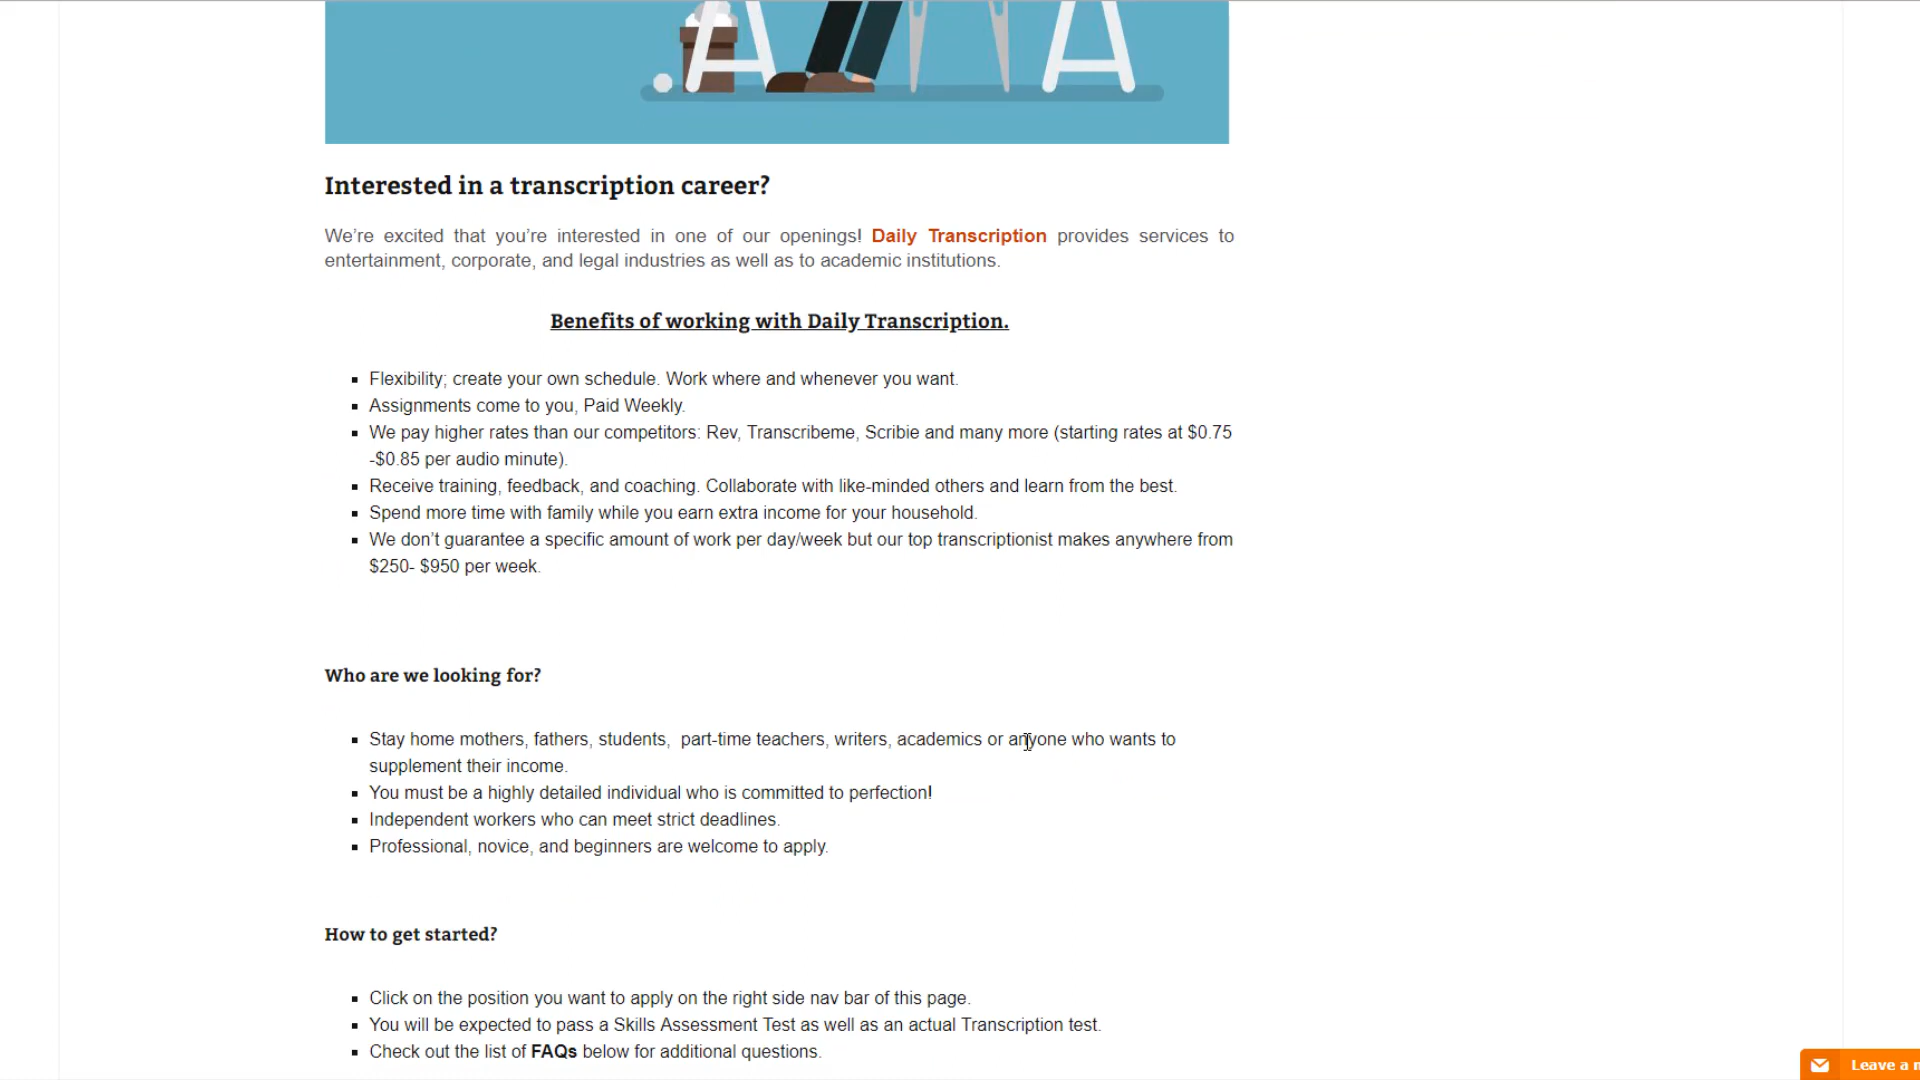 Interested in a transcription career?
We’re excited that you’re interested in one of our openings! Daily Transcription provides services to
entertainment, corporate, and legal industries as well as to academic institutions.
Benefits of working with Daily Transcription.
Flexibility; create your own schedule. Work where and whenever you want.
Assignments come to you, Paid Weekly.
We pay higher rates than our competitors: Rev, Transcribeme, Scribie and many more (starting rates at $0.75
-$0.85 per audio minute).
Receive training, feedback, and coaching. Collaborate with like-minded others and learn from the best.
Spend more time with family while you earn extra income for your household.
We don’t guarantee a specific amount of work per day/week but our top transcriptionist makes anywhere from
$250- $950 per week.
Who are we looking for?
Stay home mothers, fathers, students,  part-time teachers, writers, academics or anyone who wants to
supplement their income.
You must be a highly detailed individual who is committed to perfection!
Independent workers who can meet strict deadlines.
Professional, novice, and beginners are welcome to apply.
How to get started?
Click on the position you want to apply on the right side nav bar of this page.
You will be expected to pass a Skills Assessment Test as well as an actual Transcription test.
Check out the list of FAQs below for additional questions.
Leave a